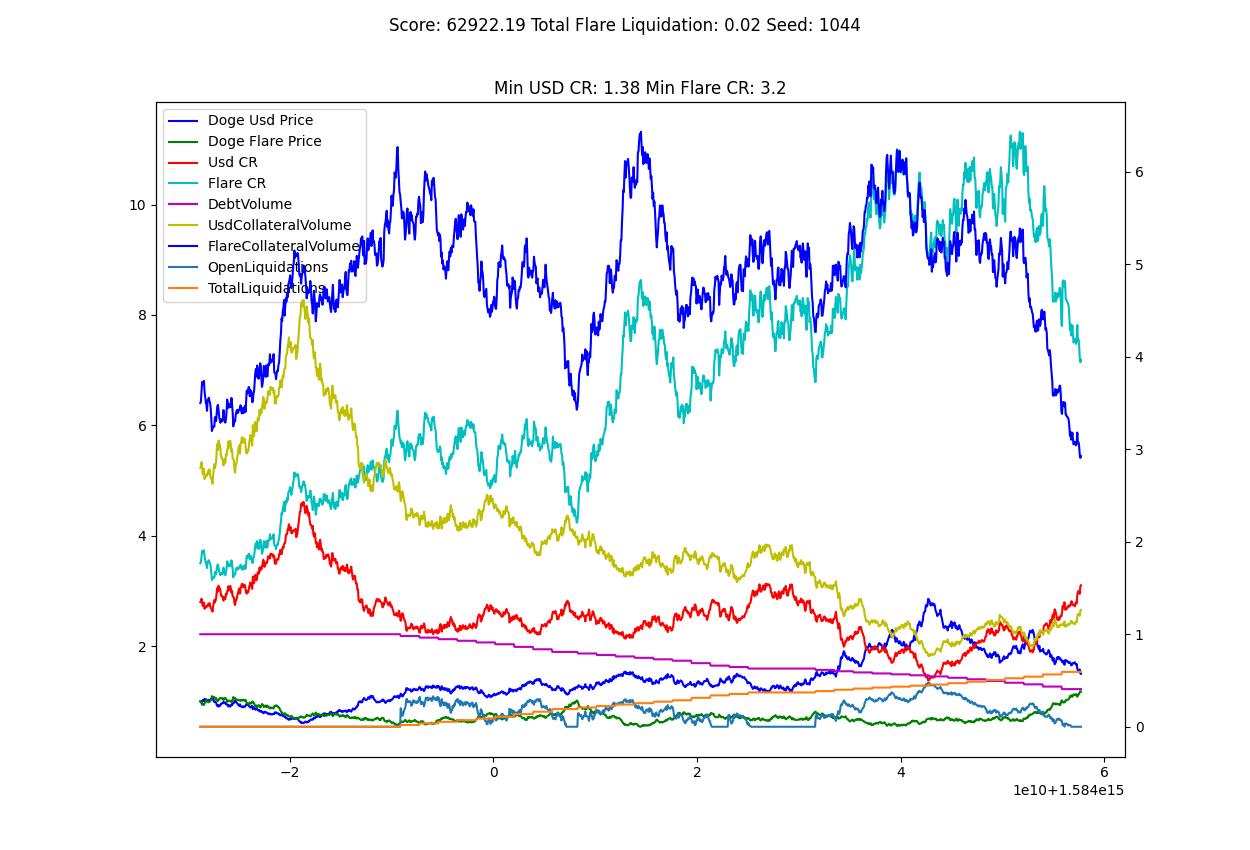 Score: 62922.19 Total Flare Liquidation: 0.02 Seed: 1044
Min USD CR: 1.38 Min Flare CR: 3.2
Doge Usd Price
Doge Flare Price
Usd CR
Flare CR
DebtVolume
UsdCollateralVolume
FlareCollateralVolume
OpenLiquidations
TotalLiquidations
10
8
6
4
2
6
5
4
3
2
1
0
−2
0
2
4
6
1e10+1.584e15